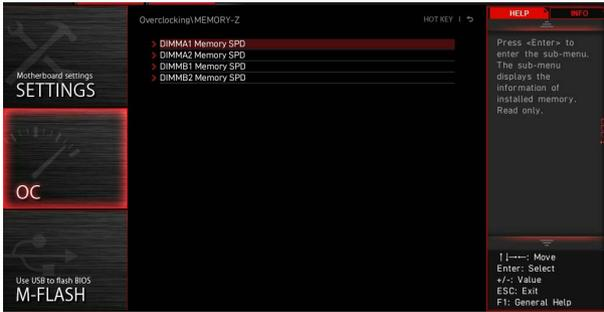 Overclocking\MEMORY-Z
HOT KEY |
HELP
INFO
DIMMA1 Memory SPD
DIMMA2 Memory SPD
DIMMB1 Memory SPD
DIMMB2 Memory SPD
Motherboard settings
SETTINGS
OC
Use USB to flash BIOS
M-FLASH
Press <Enter> to
enter the sub-menu.
The sub-menu
displays the
information of
installed memory.
Read only.
↑↓→←: Move
Enter: Select
+/-: Value
ESC: Exit
F1: General Help